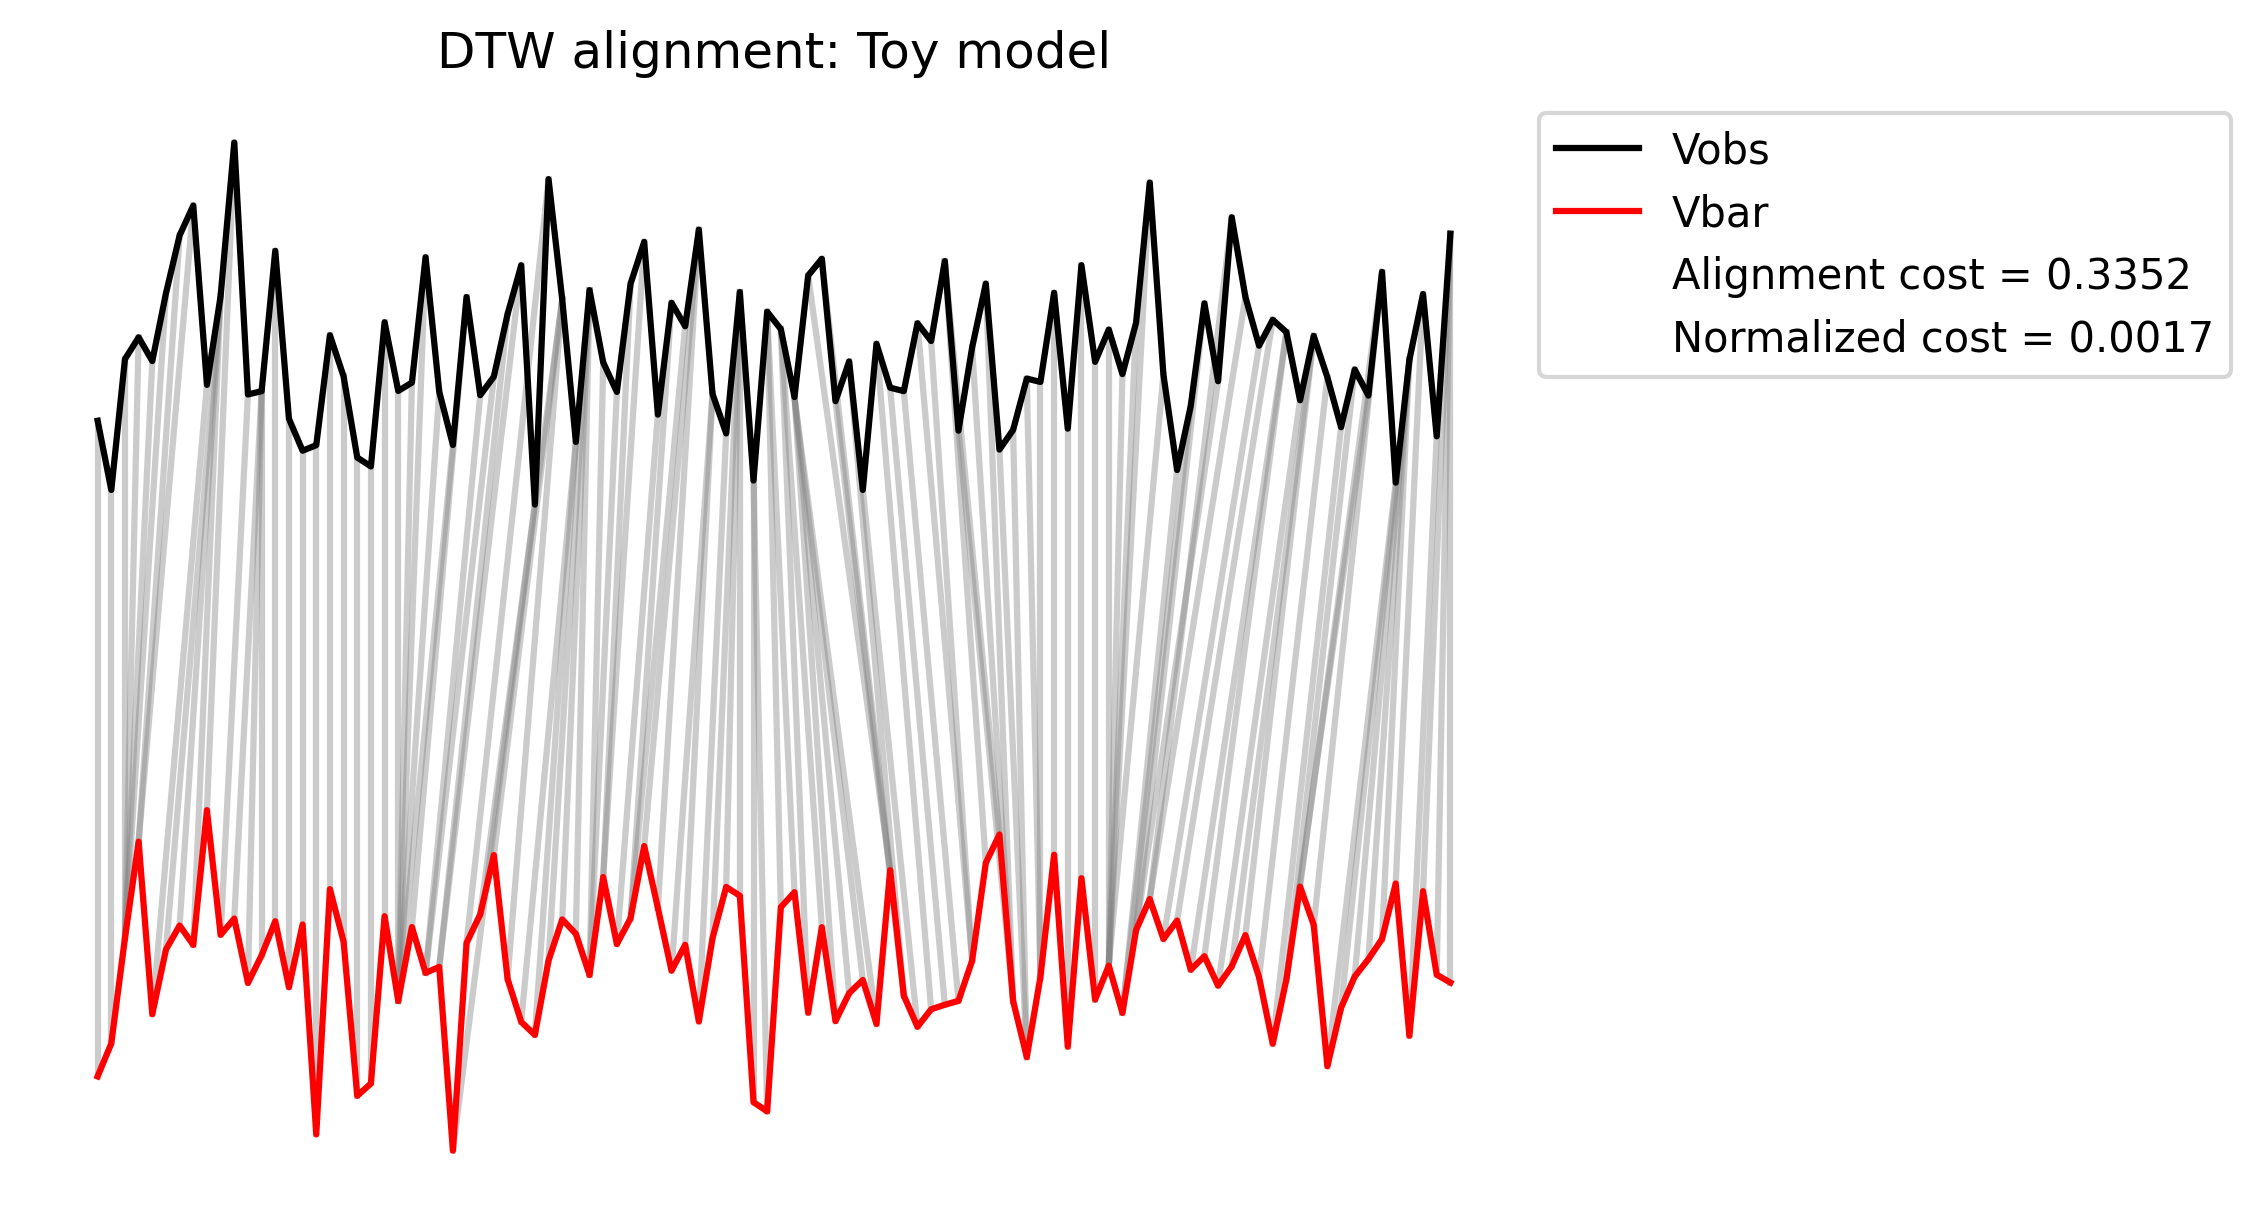 DTW alignment: Toy model
Vobs
Vbar
Alignment cost = 0.3352
Normalized cost = 0.0017